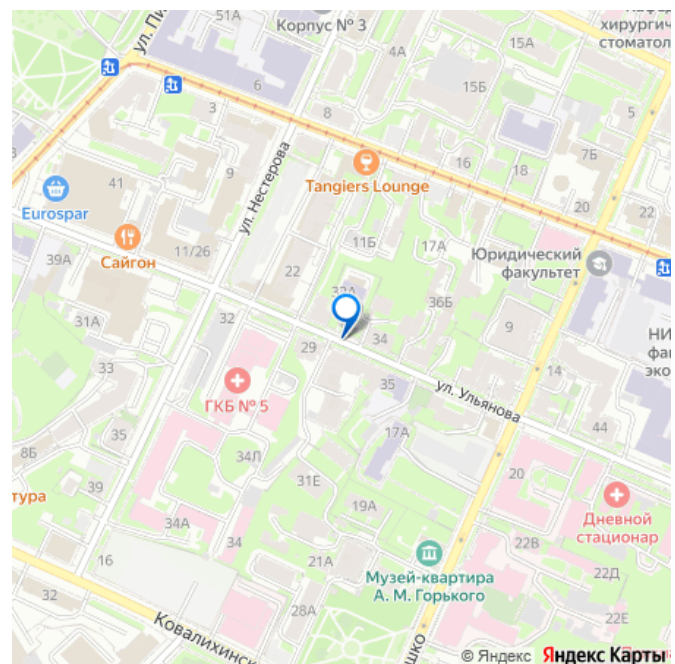 51А
ул. Пи
Корпус № 3
хирургич
стоматол
4А
15А
15Б
6
3
8
5
16
7Б
41
9
Tangiers Lounge
18
20
22
Eurospar
ул. Нестерова
11Б
17А
Юридический
факультет
Сайгон
11/26
39А
22
36Б
31А
32
34
9
НИ
фа
эко
29
33
ГКБ № 5
35
14
ул. Ульянова
17А
44
8Б
35
34Л
31Е
20
тура
39
19А
Дневной
стационар
34А
34
21А
22В
16
Музей-квартира
А. М. Горького
22Д
32
28А
22Е
Ковалихинс
шко
© Яндекс Яндекс Карты